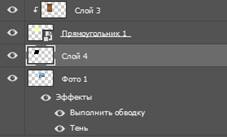 Слой 3
Прямоугольник 1
Слой 4
Фото 1
Эффекты
Выполнить обводку
Тень